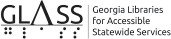 GLASS
Georgia Libraries
for Accessible
Statewide Services